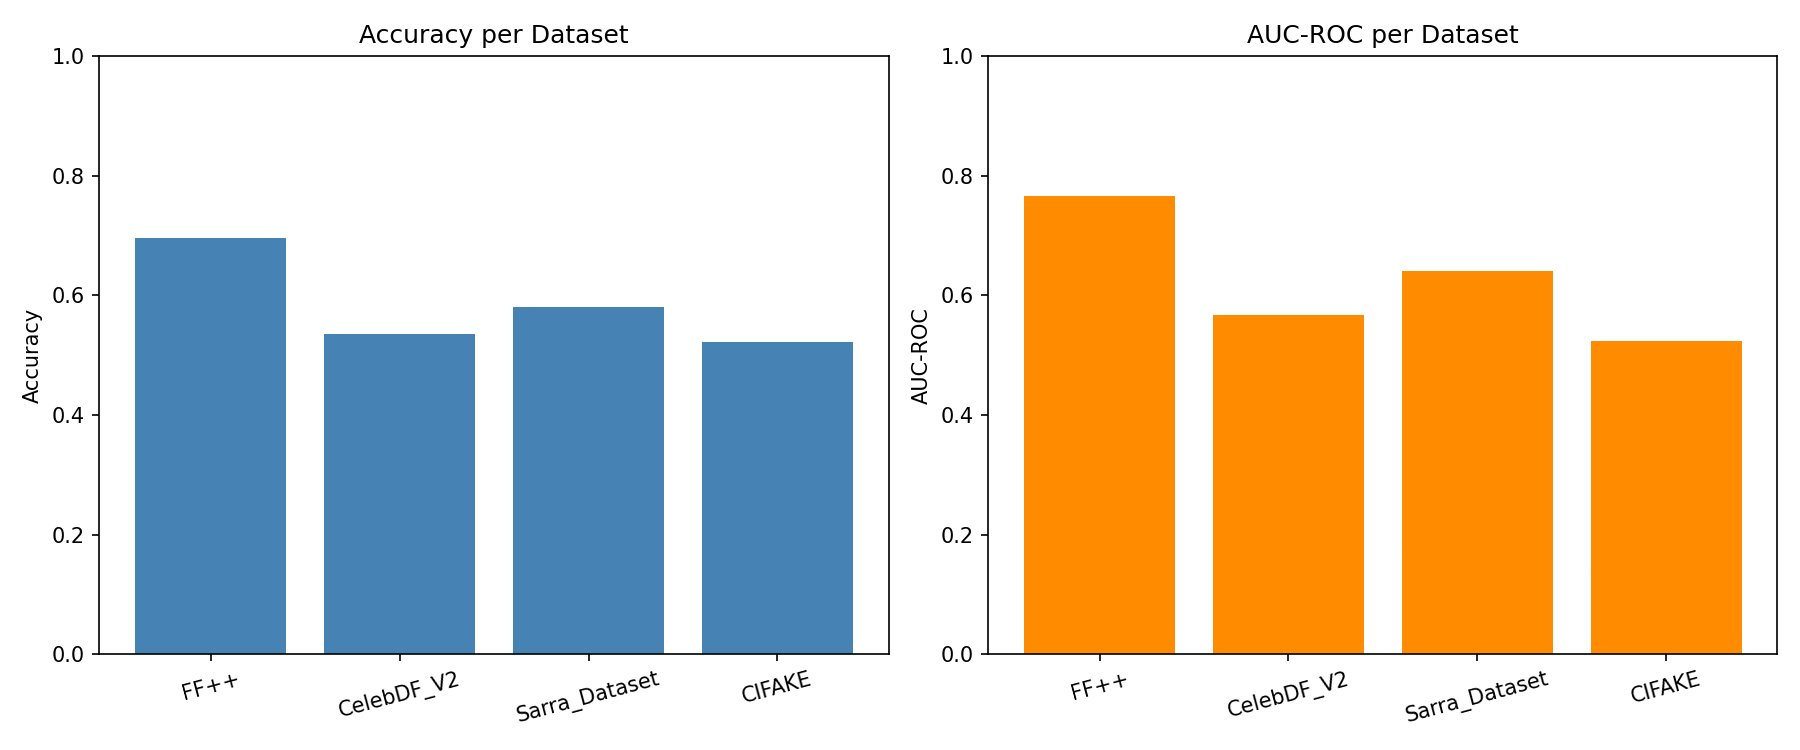 Accuracy per Dataset
Accuracy
1.0
0.8
0.6
0.4
0.2
0.0
FF++
CelebDF_V2
Sarra_Dataset
CIFAKE
AUC-ROC per Dataset
AUC-ROC
1.0
0.8
0.6
0.4
0.2
0.0
FF++
CelebDF_V2
Sarra_Dataset
CIFAKE